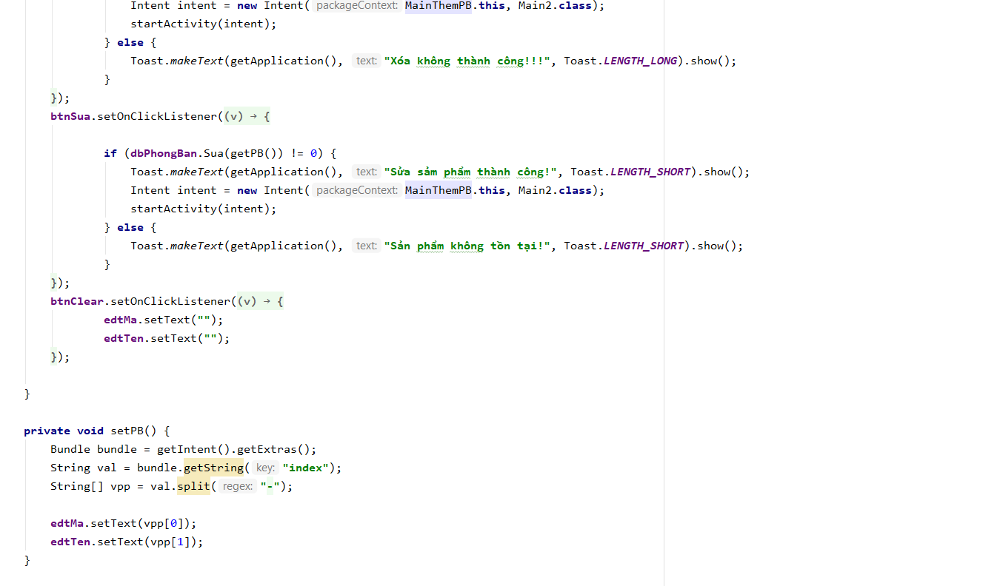 Intent intent = new Intent( packageContext: MainThemPB.this, Main2.class);
startActivity(intent);
} else {
Toast.makeText(getApplication(), text: "Xóa không thành công!!!", Toast.LENGTH_LONG).show();
}
});
btnSua.setOnClickListener((v) → {
if (dbPhongBan.Sua(getPB()) != 0) {
Toast.makeText(getApplication(), text: "Sửa sảm phẩm thành công!", Toast.LENGTH_SHORT).show();
Intent intent = new Intent( packageContext: MainThemPB.this, Main2.class);
startActivity(intent);
} else {
Toast.makeText(getApplication(), text: "Sản phẩm không tồn tại!", Toast.LENGTH_SHORT).show();
}
});
btnClear.setOnClickListener((v) → {
edtMa.setText("");
edtTen.setText("");
});
}
private void setPB() {
Bundle bundle = getIntent().getExtras();
String val = bundle.getString( key: "index");
String[] vpp = val.split( regex: "-");
edtMa.setText(vpp[0]);
edtTen.setText(vpp[1]);
}